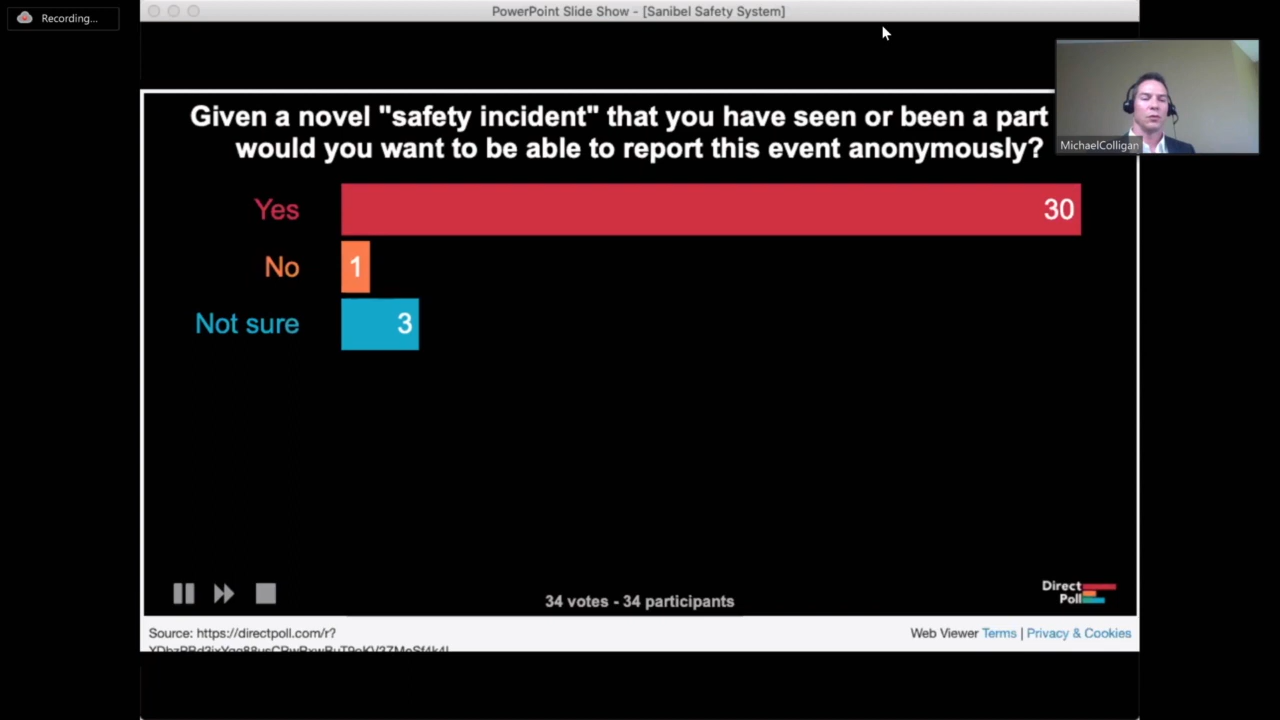 Recording...
PowerPoint Slide Show - [Sanibel Safety System]
Given a novel "safety incident" that you have seen or been a part
would you want to be able to report this event anonymously?
MichaelColligan
Yes
30
No
1
Not sure
3
34 votes - 34 participants
Direct
Poll
Source: https://directpoll.com/r?
Web Viewer Terms | Privacy & Cookies